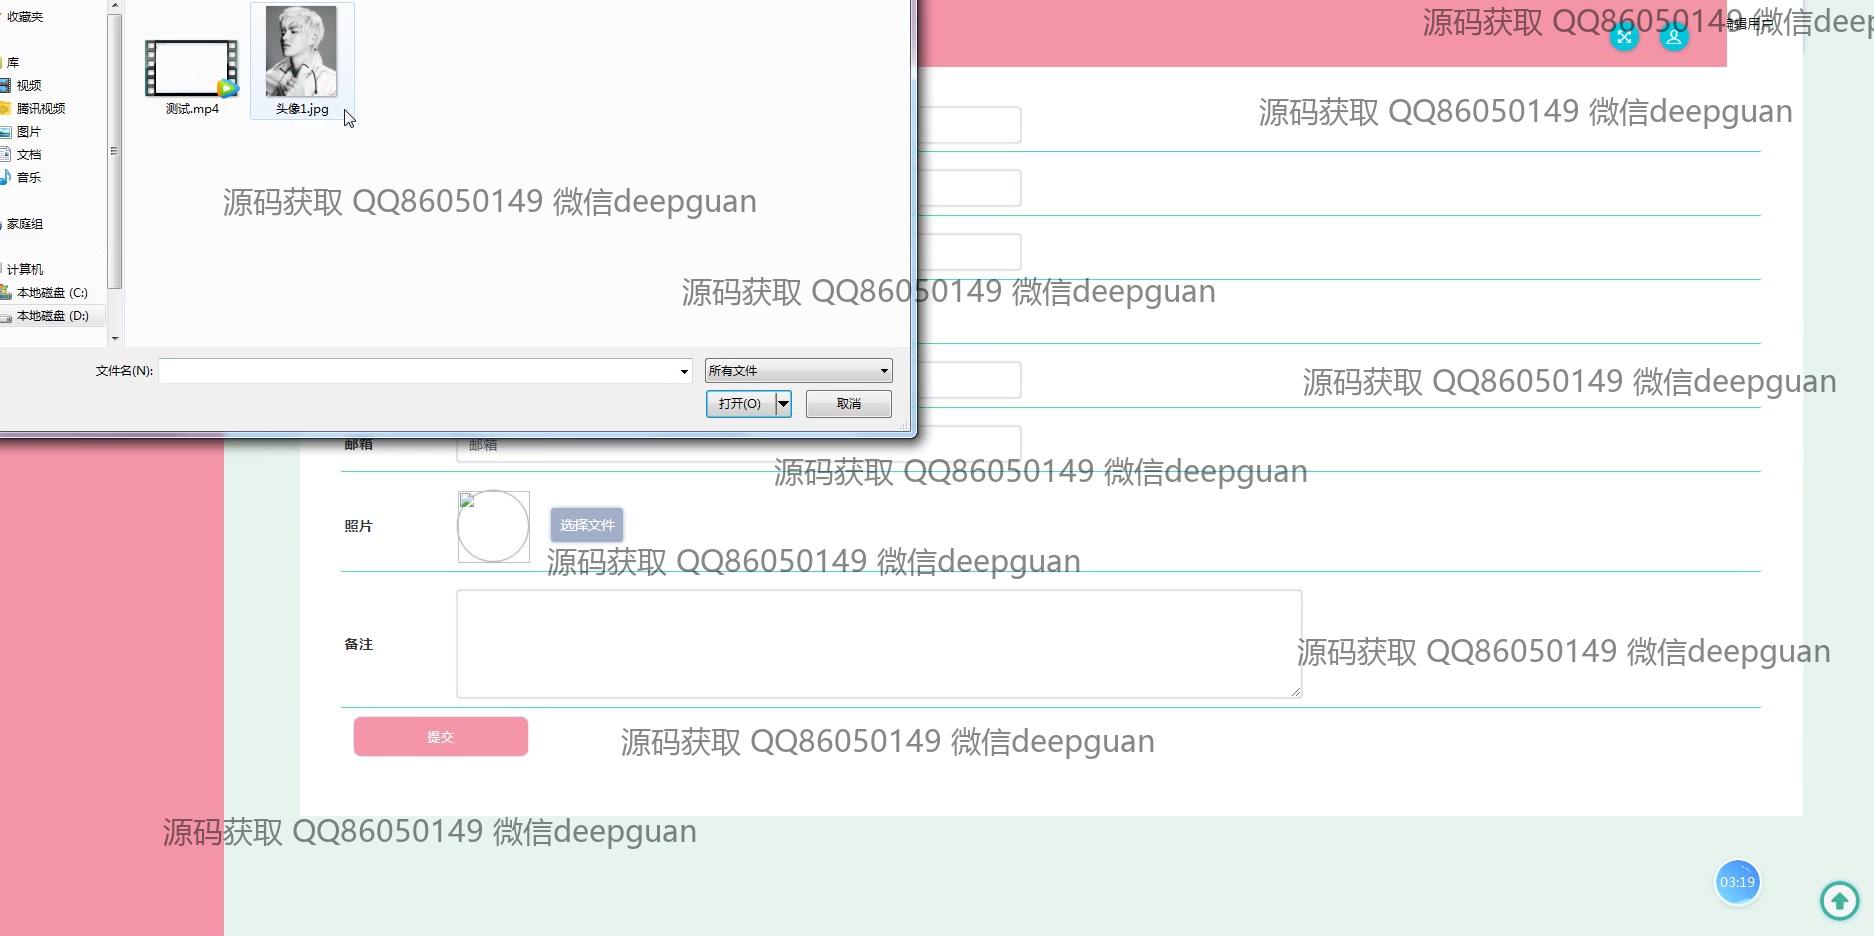 收藏夹
源码获取 QQ86050149 微信deep
辑用户
库
视频
腾讯视频
测试.mp4
头像1.jpg
源码获取 QQ86050149 微信deepguan
图片
文档
音乐
源码获取 QQ86050149 微信deepguan
家庭组
计算机
本地磁盘 (C:)
源码获取 QQ86050149 微信deepguan
本地磁盘 (D:)
文件名(N):
所有文件
源码获取 QQ86050149 微信deepguan
打开(O)
取消
邮箱
邮箱
源码获取 QQ86050149 微信deepguan
照片
选择文件
源码获取 QQ86050149 微信deepguan
备注
源码获取 QQ86050149 微信deepguan
提交
源码获取 QQ86050149 微信deepguan
源码获取 QQ86050149 微信deepguan
03:19